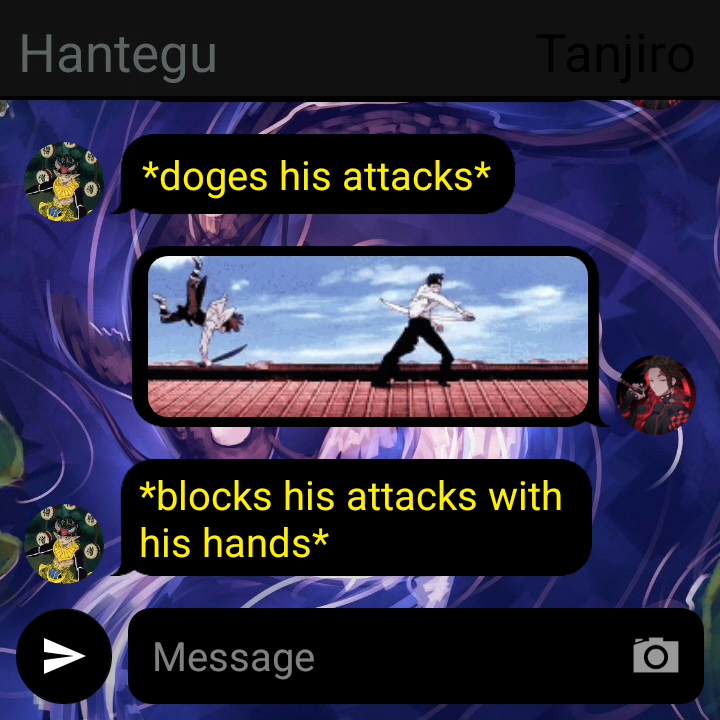 Hantegu Tanjiro
*doges his attacks*
*blocks his attacks with
his hands*
Message